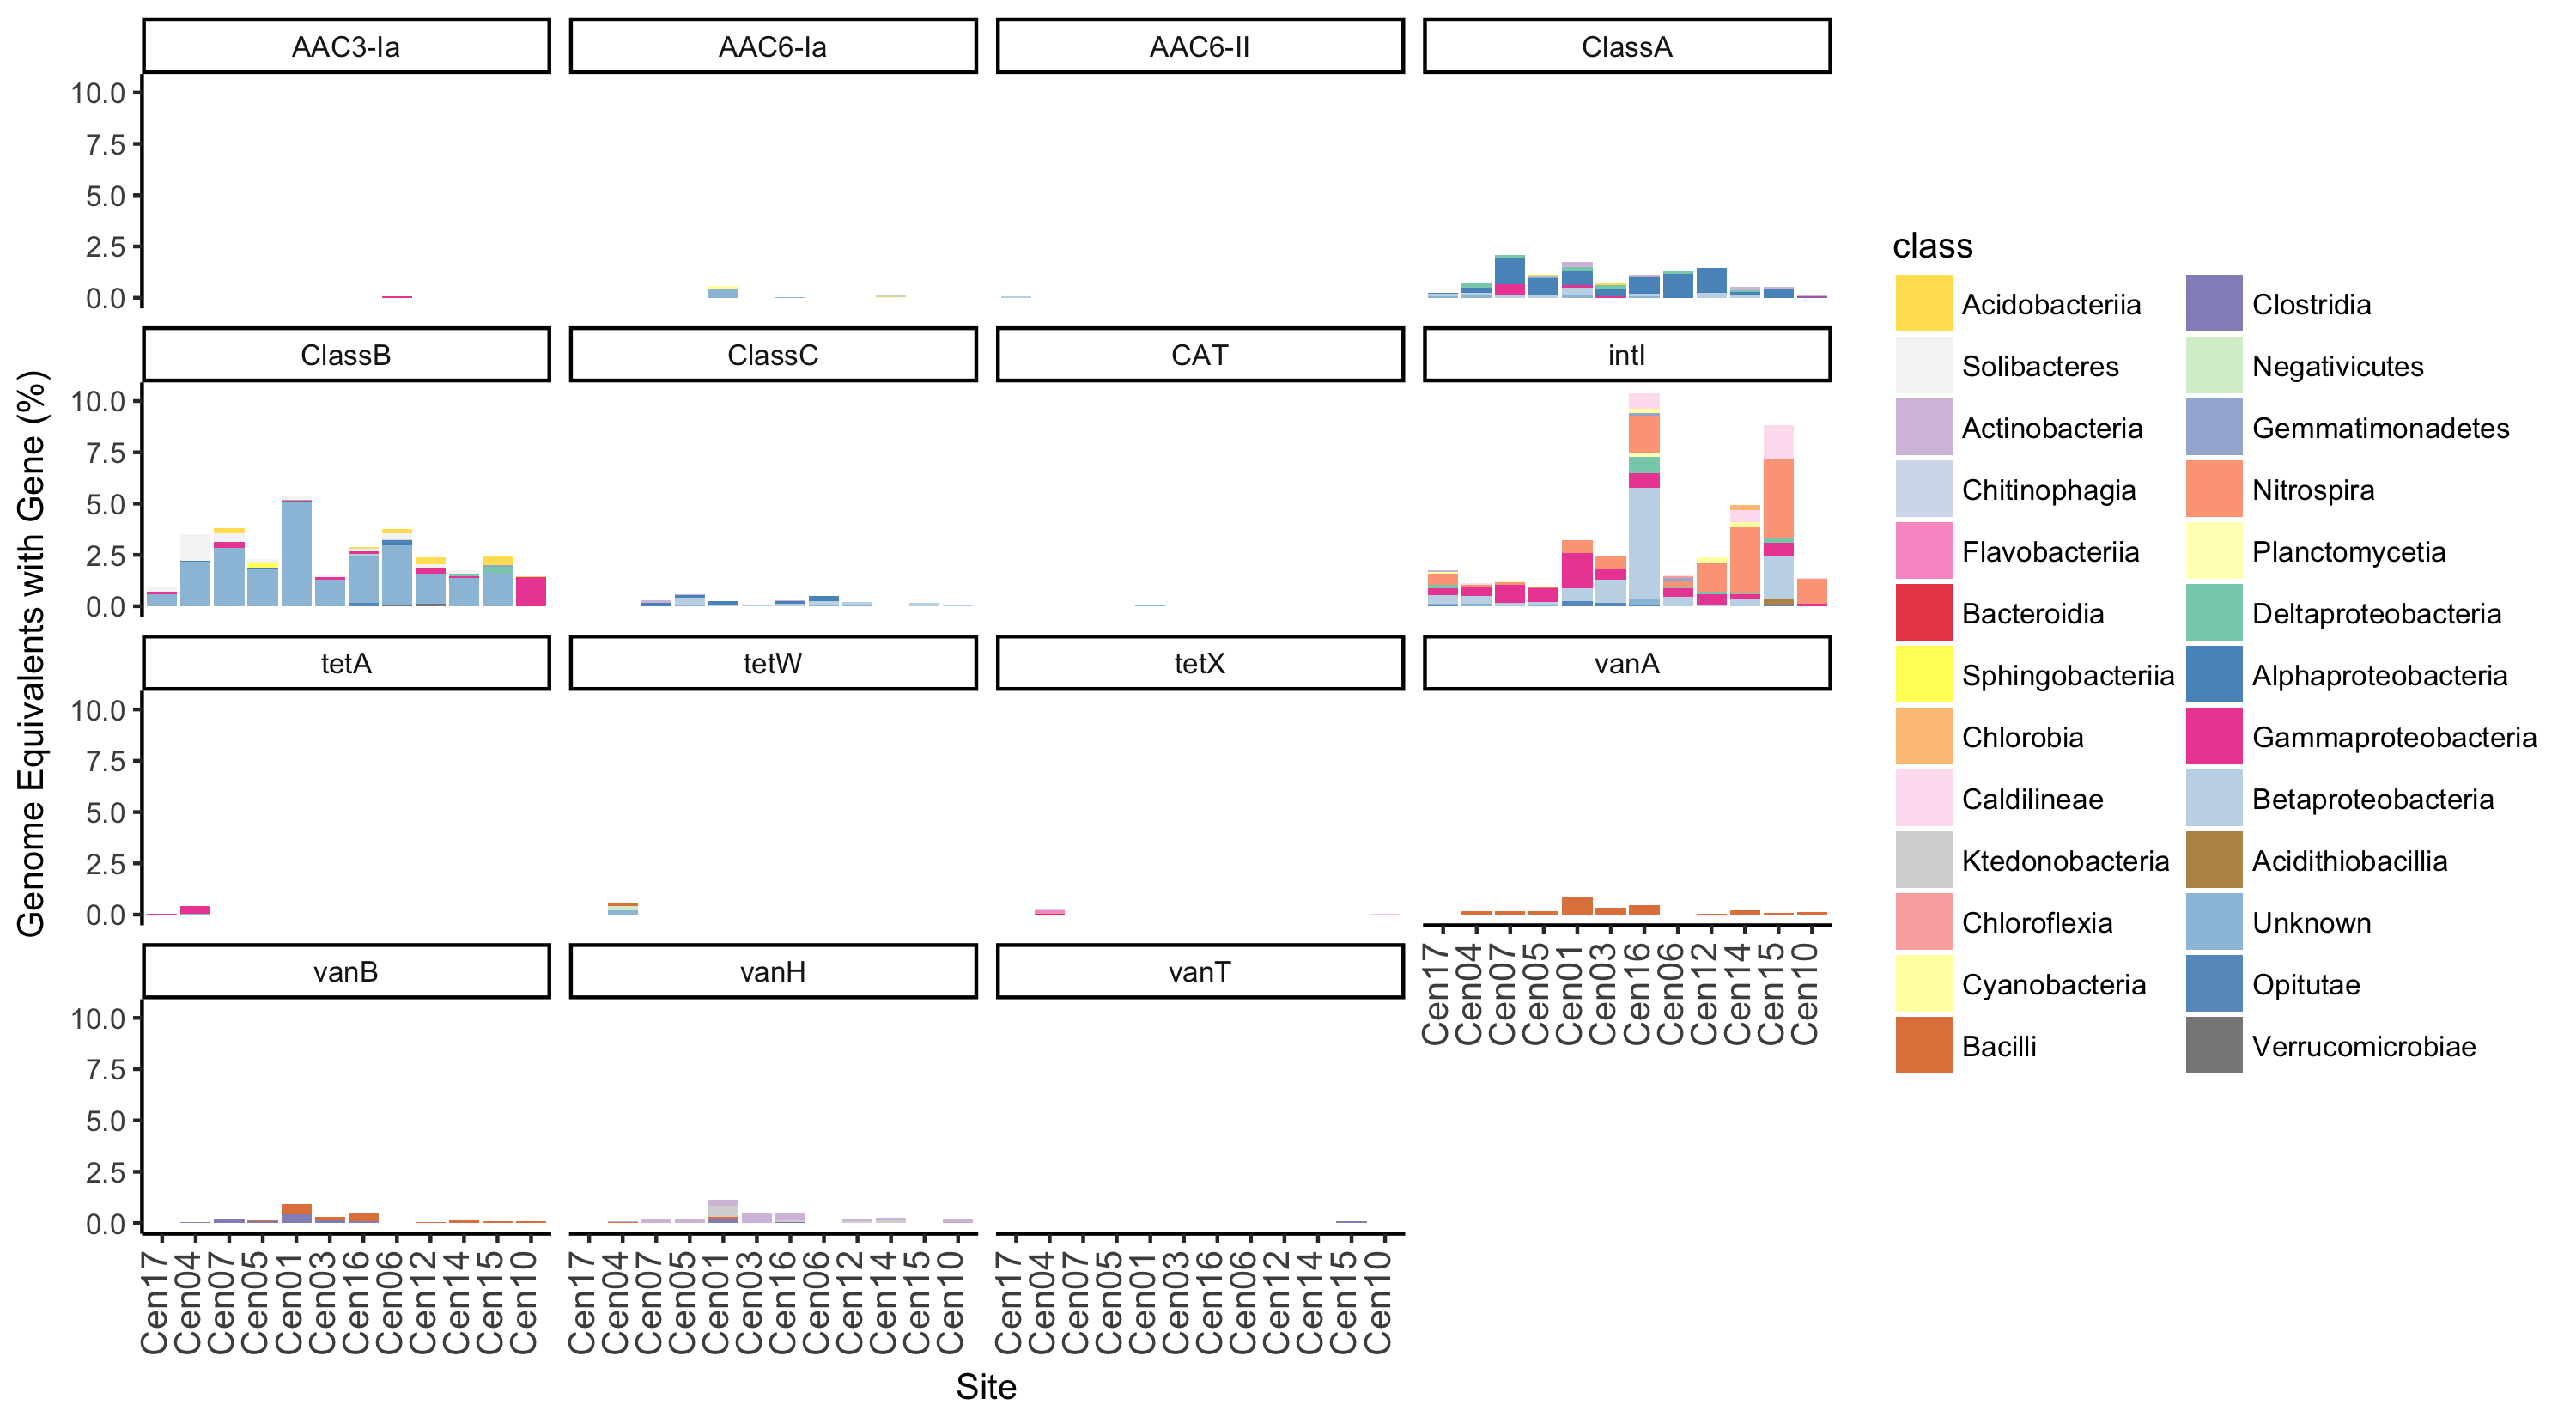 AAC3-Ia AAC6-Ia AAC6-II ClassA
10.0
7.5
5.0
2.5
0.0
ClassB ClassC CAT intI
10.0
7.5
5.0
2.5
0.0
tetA tetW tetX vanA
10.0
7.5
5.0
2.5
0.0
Cen17 Cen04 Cen07 Cen05 Cen01 Cen03 Cen16 Cen06 Cen12 Cen14 Cen15 Cen10
vanB vanH vanT
10.0
7.5
5.0
2.5
0.0
Cen17 Cen04 Cen07 Cen05 Cen01 Cen03 Cen16 Cen06 Cen12 Cen14 Cen15 Cen10
Cen17 Cen04 Cen07 Cen05 Cen01 Cen03 Cen16 Cen06 Cen12 Cen14 Cen15 Cen10
Cen17 Cen04 Cen07 Cen05 Cen01 Cen03 Cen16 Cen06 Cen12 Cen14 Cen15 Cen10
Site
Genome Equivalents with Gene (%)
class
Acidobacteriia
Solibacteres
Actinobacteria
Chitinophagia
Flavobacteriia
Bacteroidia
Sphingobacteriia
Chlorobia
Caldilineae
Ktedonobacteria
Chloroflexia
Cyanobacteria
Bacilli
Clostridia
Negativicutes
Gemmatimonadetes
Nitrospira
Planctomycetia
Deltaproteobacteria
Alphaproteobacteria
Gammaproteobacteria
Betaproteobacteria
Acidithiobacillia
Unknown
Opitutae
Verrucomicrobiae